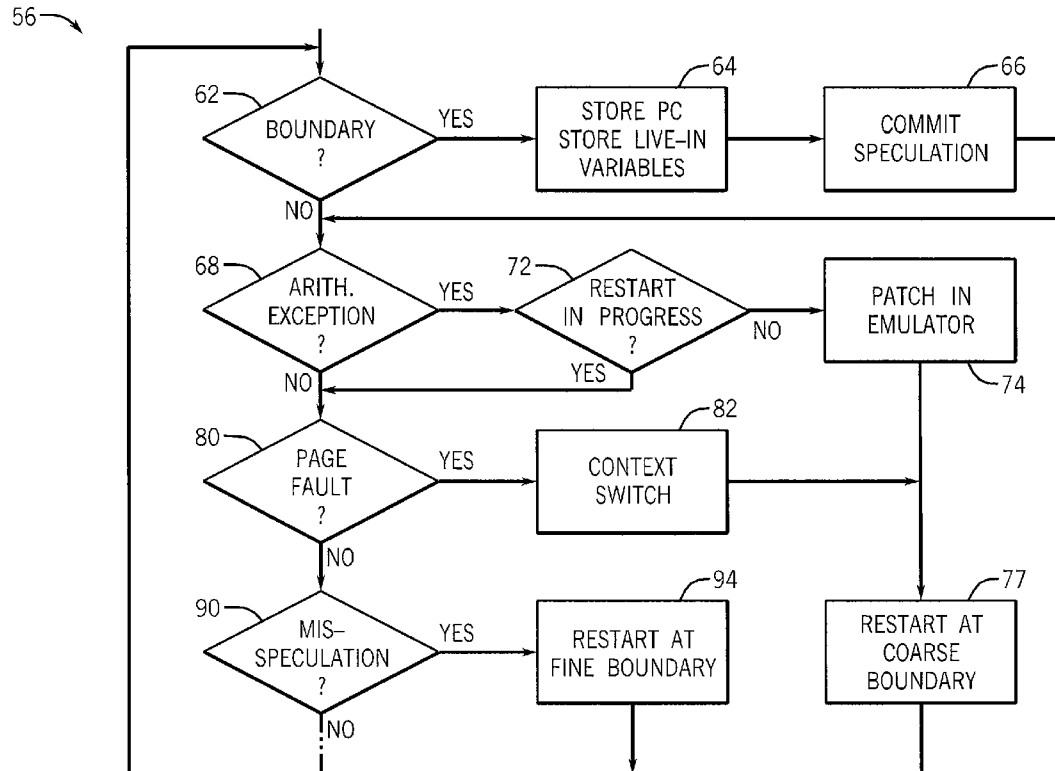 56
62
BOUNDARY
?
YES
NO
64
STORE PC
STORE LIVE-IN
VARIABLES
66
COMMIT
SPECULATION
68
ARITH.
EXCEPTION
?
YES
NO
72
RESTART
IN PROGRESS
?
NO
YES
PATCH IN
EMULATOR
74
80
PAGE
FAULT
?
YES
NO
82
CONTEXT
SWITCH
90
MIS-
SPECULATION
?
YES
NO
94
RESTART AT
FINE BOUNDARY
77
RESTART AT
COARSE
BOUNDARY